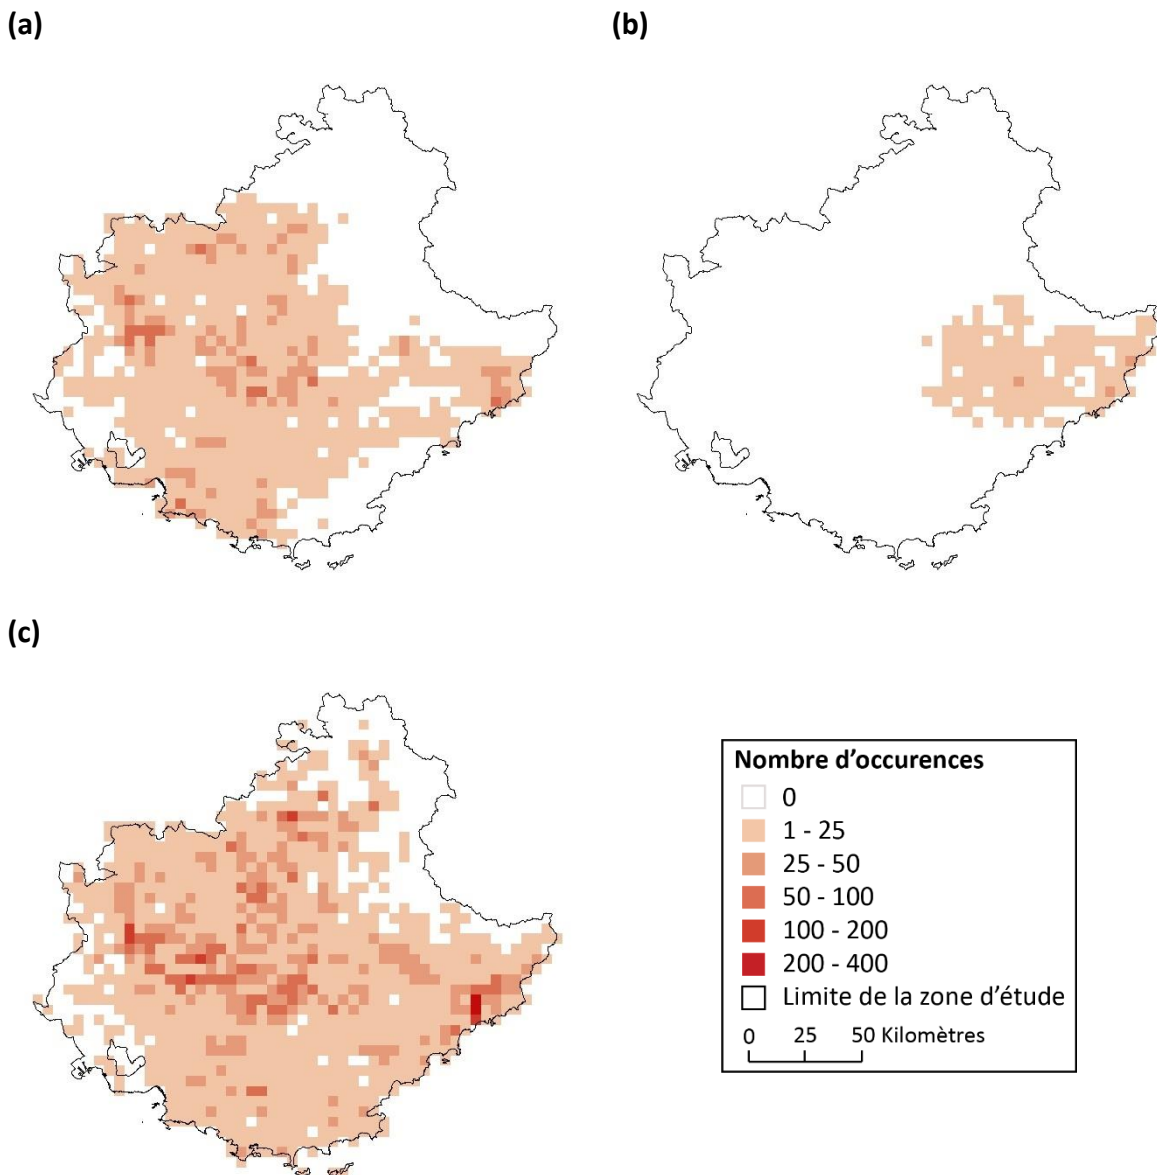 (a)
(b)
(c)
Nombre d'occurences
0
1 - 25
25 - 50
50 - 100
100 - 200
200 - 400
Limite de la zone d'étude
0 25 50 Kilomètres